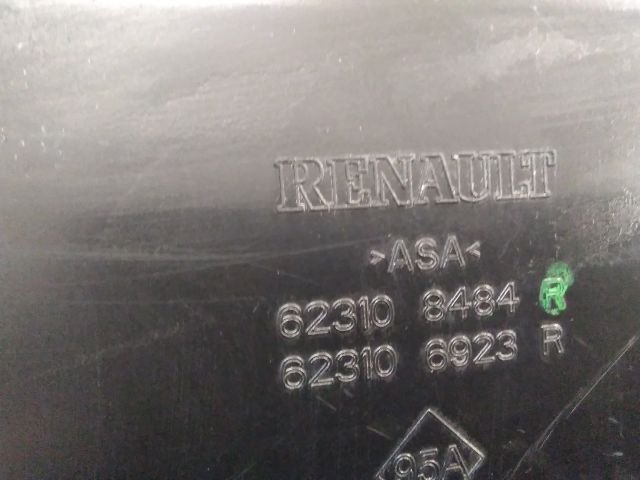 RENAULT
>ASA<
62310 8484 R
62310 6923 R
95A